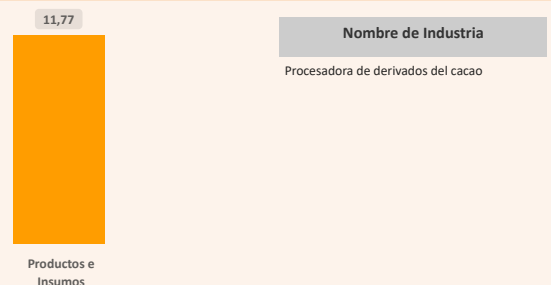 11,77
Nombre de Industria
Procesadora de derivados del cacao
Productos e
Insumos